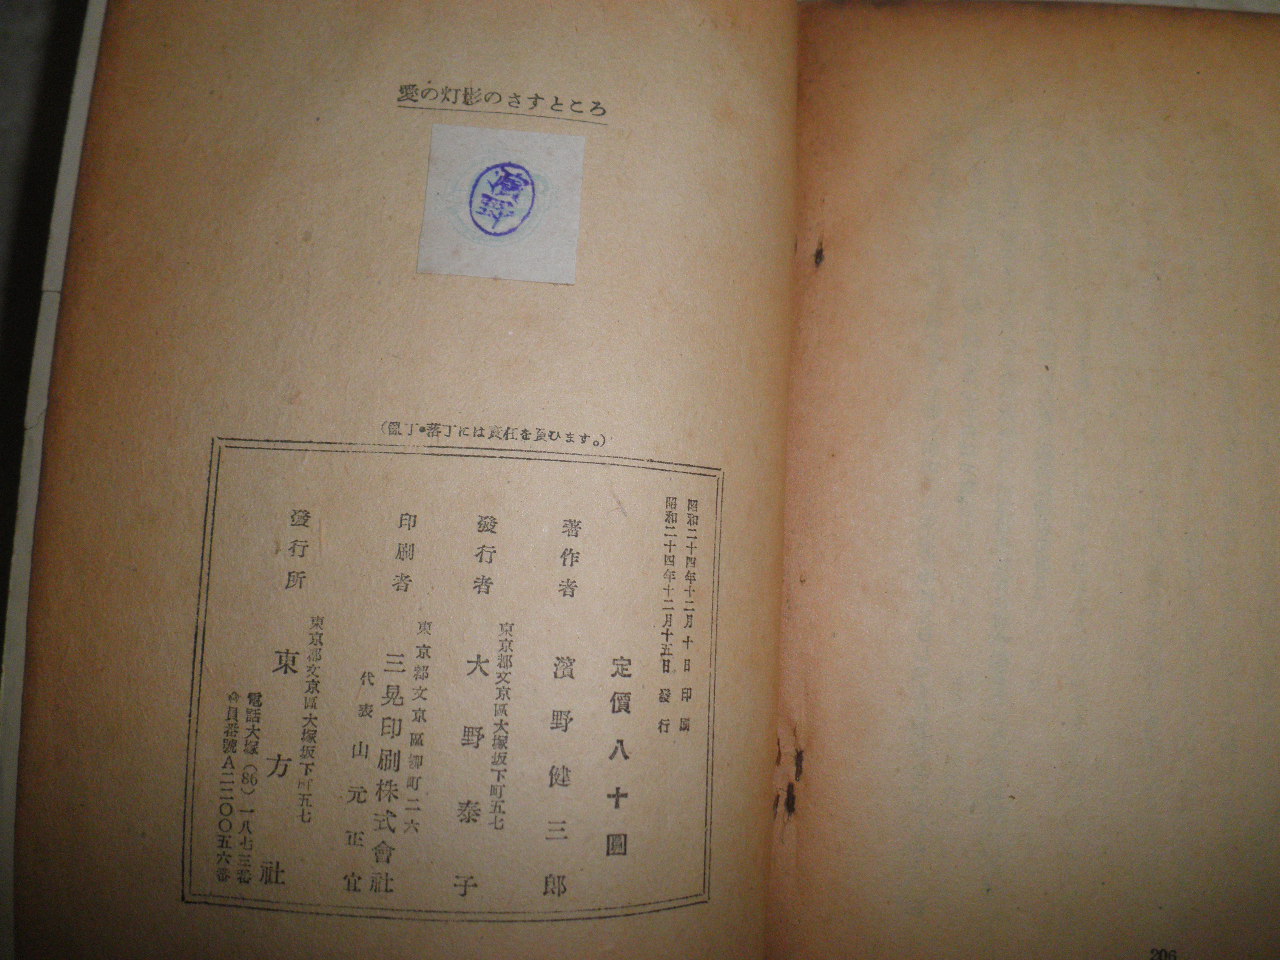 愛の灯影のさすところ
(亂丁・落丁には責任を負ひます。)
昭和二十四年十二月十日印刷
昭和二十四年十二月十五日發行
定價八十圓
著作者 濱野健三郎
東京都文京區大塚坂下町五七
發行者 大野泰子
東京都文京區柳町二六
印刷者 三晃印刷株式會社
代表 山元正宜
東京都文京區大塚坂下町五七
發行所 東方社
電話大塚(86)一八七三番
會員番號A二二〇〇五六番
206